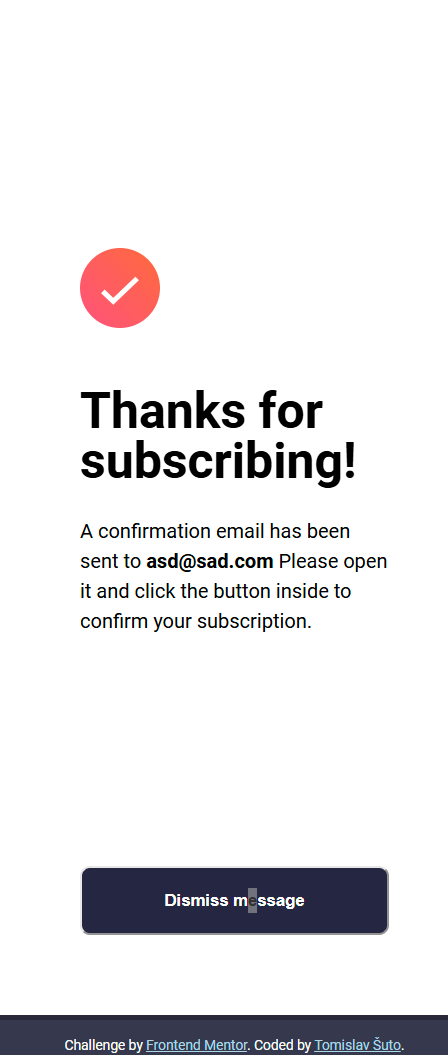 Thanks for
subscribing!
A confirmation email has been
sent to asd@sad.com Please open
it and click the button inside to
confirm your subscription.
Dismiss message
Challenge by Frontend Mentor. Coded by Tomislav Šuto.